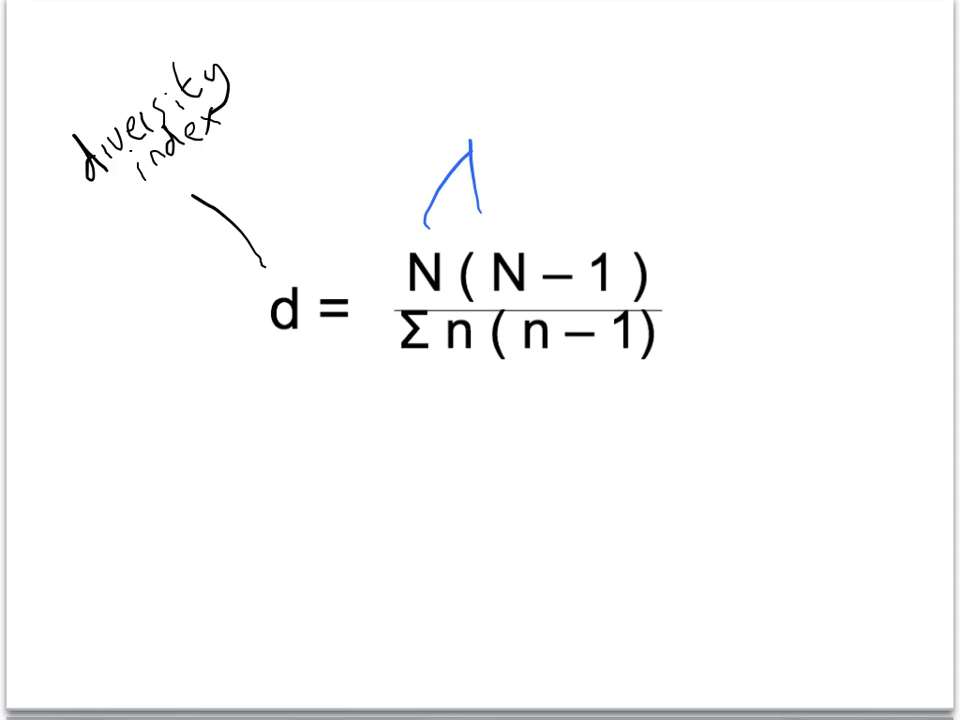 diversity
index
d = N ( N – 1 )
Σ n ( n – 1)